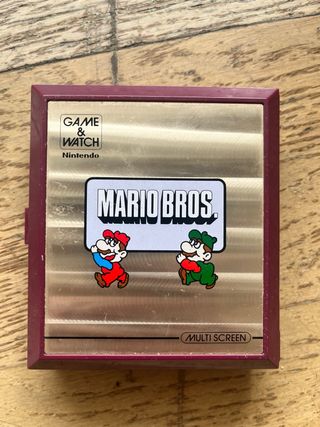 GAME
&
WATCH
Nintendo
MARIO BROS.
MULTI SCREEN